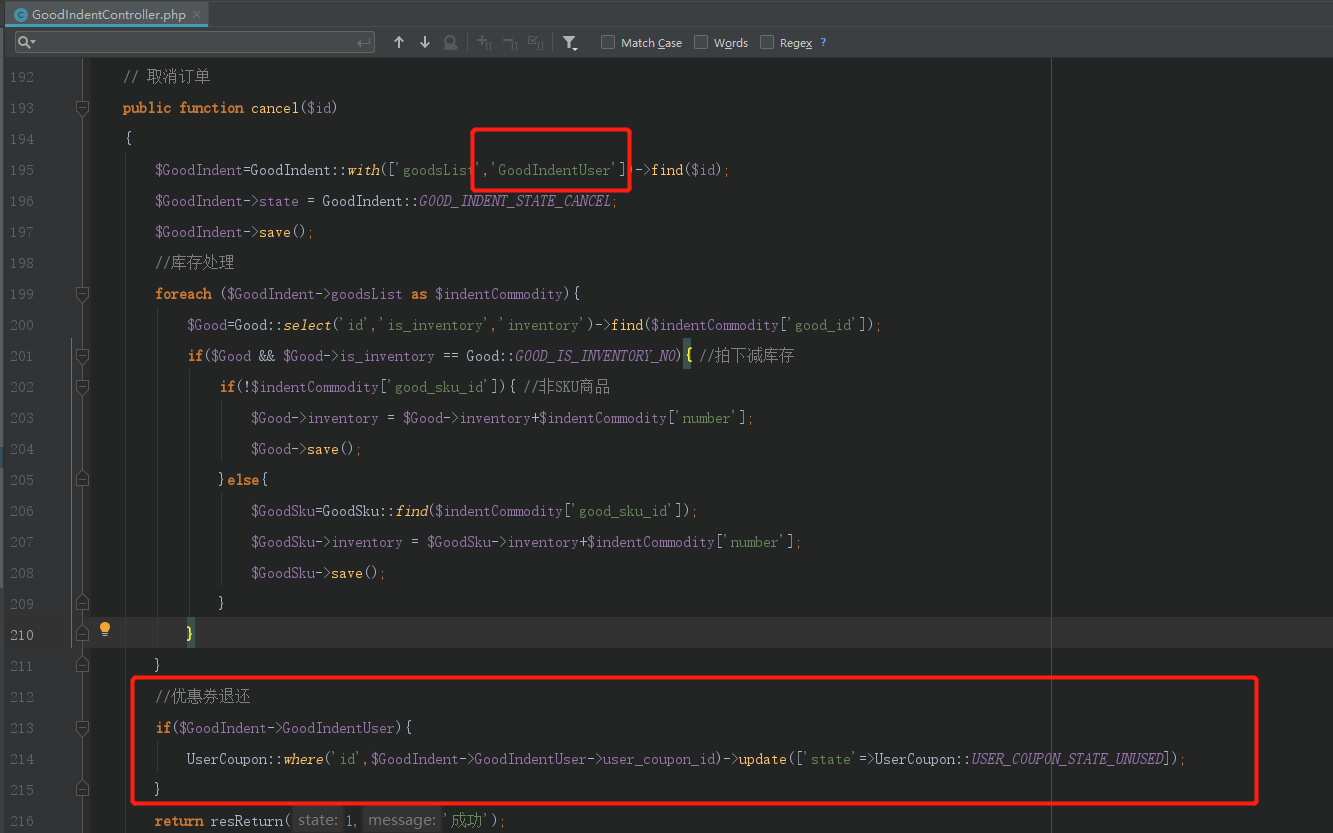 GoodIndentController.php
Match Case Words Regex ?
192 // 取消订单
193 public function cancel($id)
194 {
195 $GoodIndent=GoodIndent::with(['goodsList','GoodIndentUser'])->find($id);
196 $GoodIndent->state = GoodIndent::GOOD_INDENT_STATE_CANCEL;
197 $GoodIndent->save();
198 //库存处理
199 foreach ($GoodIndent->goodsList as $indentCommodity){
200 $Good=Good::select('id','is_inventory','inventory')->find($indentCommodity['good_id']);
201 if($Good && $Good->is_inventory == Good::GOOD_IS_INVENTORY_NO){ //拍下减库存
202 if(!$indentCommodity['good_sku_id']){ //非SKU商品
203 $Good->inventory = $Good->inventory+$indentCommodity['number'];
204 $Good->save();
205 }else{
206 $GoodSku=GoodSku::find($indentCommodity['good_sku_id']);
207 $GoodSku->inventory = $GoodSku->inventory+$indentCommodity['number'];
208 $GoodSku->save();
209 }
210 }
211 }
212 //优惠券退还
213 if($GoodIndent->GoodIndentUser){
214 UserCoupon::where('id',$GoodIndent->GoodIndentUser->user_coupon_id)->update(['state'=>UserCoupon::USER_COUPON_STATE_UNUSED]);
215 }
216 return resReturn( state: 1, message: '成功');